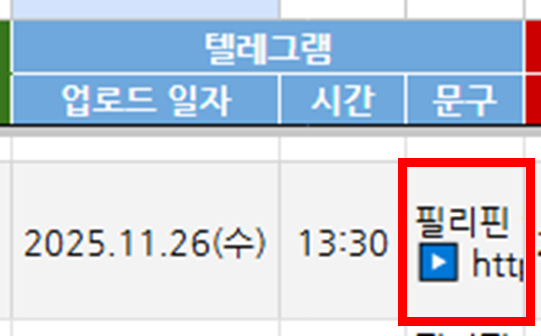 텔레그램
업로드 일자 시간 문구
2025.11.26(수) 13:30 필리핀
▶ http